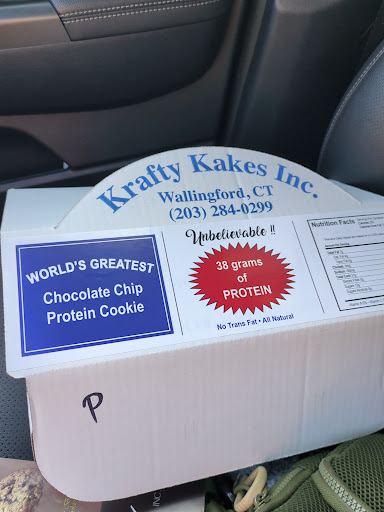 Krafty Kakes Inc.
Wallingford, CT
(203) 284-0299
WORLD'S GREATEST
Chocolate Chip
Protein Cookie
Unbelievable !!
38 grams
of
PROTEIN
No Trans Fat • All Natural
Nutrition Facts
P